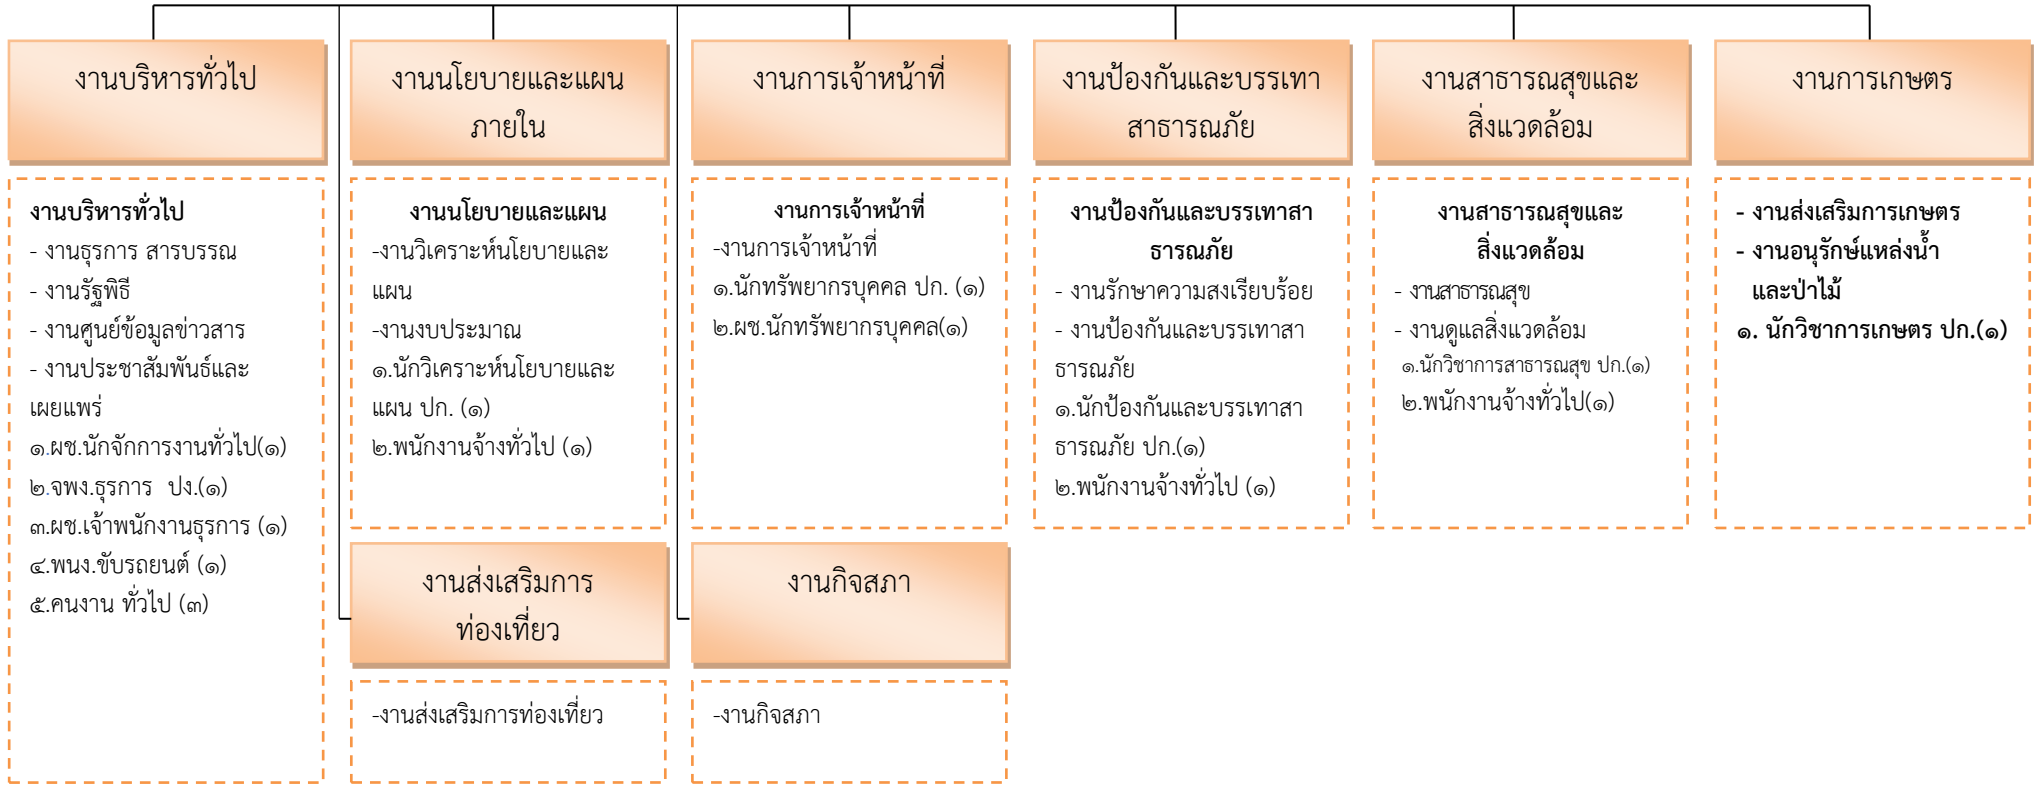 งานบริหารทั่วไป
งานนโยบายและแผน
ภายใน
งานการเจ้าหน้าที่
งานป้องกันและบรรเทา
สาธารณภัย
งานสาธารณสุขและ
สิ่งแวดล้อม
งานการเกษตร
งานบริหารทั่วไป
- งานธุรการ สารบรรณ
- งานรัฐพิธี
- งานศูนย์ข้อมูลข่าวสาร
- งานประชาสัมพันธ์และ
เผยแพร่
๑.ผช.นักจักการงานทั่วไป(๑)
๒.จพง.ธุรการ ปง.(๑)
๓.ผช.เจ้าพนักงานธุรการ (๑)
๔.พนง.ขับรถยนต์ (๑)
๕.คนงาน ทั่วไป (๓)
งานนโยบายและแผน
-งานวิเคราะห์นโยบายและ
แผน
-งานงบประมาณ
๑.นักวิเคราะห์นโยบายและ
แผน ปก. (๑)
๒.พนักงานจ้างทั่วไป (๑)
งานการเจ้าหน้าที่
-งานการเจ้าหน้าที่
๑.นักทรัพยากรบุคคล ปก. (๑)
๒.ผช.นักทรัพยากรบุคคล(๑)
งานป้องกันและบรรเทาสา
ธารณภัย
- งานรักษาความสงเรียบร้อย
- งานป้องกันและบรรเทาสา
ธารณภัย
๑.นักป้องกันและบรรเทาสา
ธารณภัย ปก.(๑)
๒.พนักงานจ้างทั่วไป (๑)
งานสาธารณสุขและ
สิ่งแวดล้อม
- งานสาธารณสุข
- งานดูแลสิ่งแวดล้อม
๑.นักวิชาการสาธารณสุข ปก.(๑)
๒.พนักงานจ้างทั่วไป(๑)
- งานส่งเสริมการเกษตร
- งานอนุรักษ์แหล่งน้ำ
และป่าไม้
๑. นักวิชาการเกษตร ปก.(๑)
งานส่งเสริมการ
ท่องเที่ยว
งานกิจสภา
-งานส่งเสริมการท่องเที่ยว
-งานกิจสภา